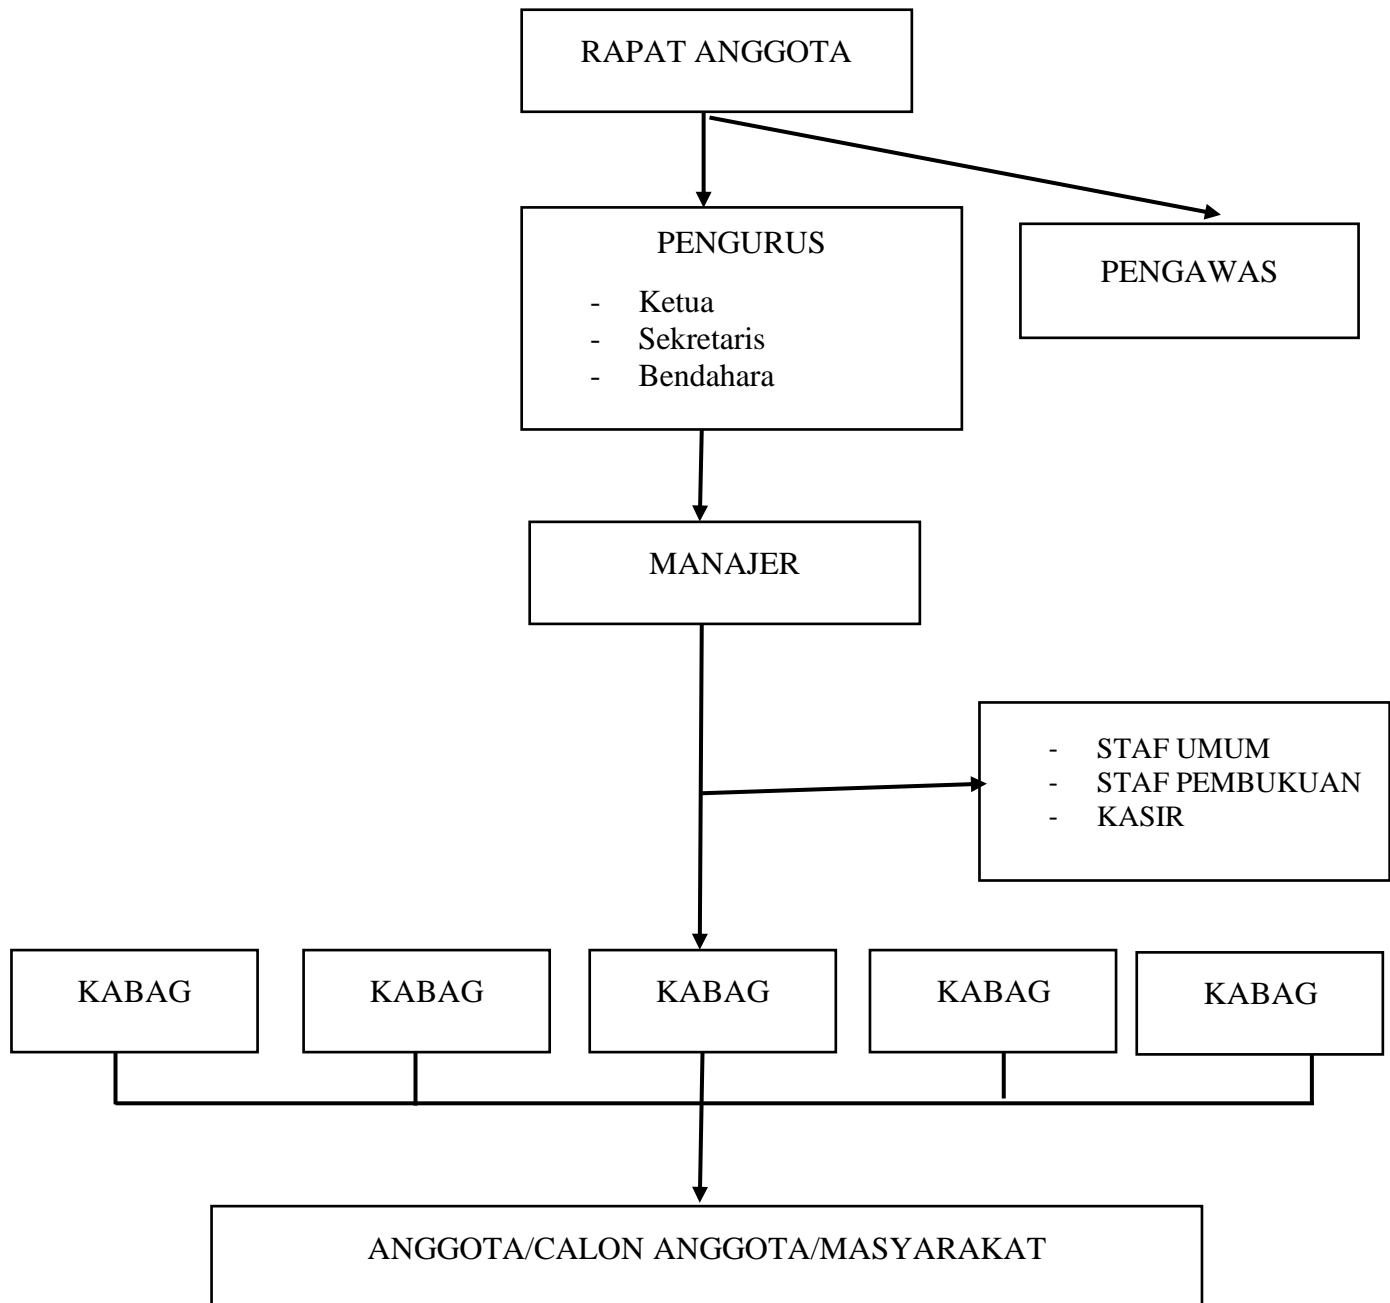 RAPAT ANGGOTA
PENGURUS
- Ketua
- Sekretaris
- Bendahara
PENGAWAS
MANAJER
- STAF UMUM
- STAF PEMBUKUAN
- KASIR
KABAG
KABAG
KABAG
KABAG
KABAG
ANGGOTA/CALON ANGGOTA/MASYARAKAT